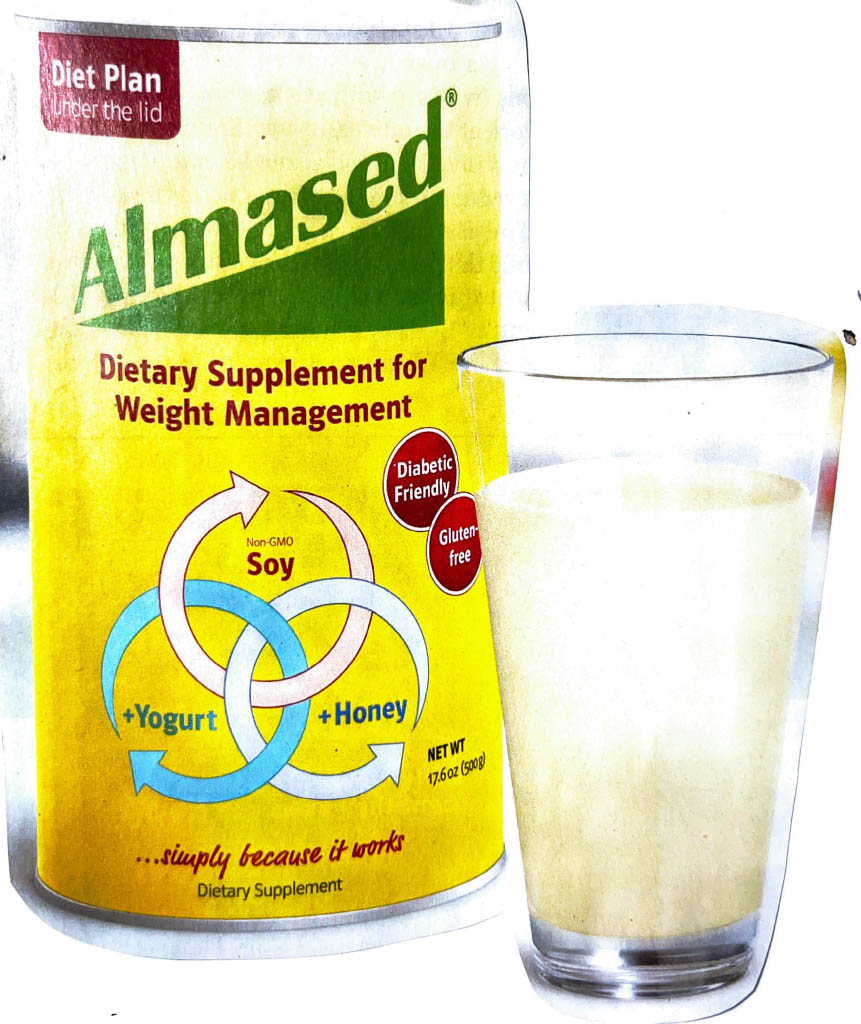 Diet Plan
Under the lid
Almased®
Dietary Supplement for
Weight Management
Diabetic
Friendly
Gluten-
free
Non-GMO
Soy
+Yogurt
+Honey
NET WT
17.6 oz (500g)
...simply because it works
Dietary Supplement